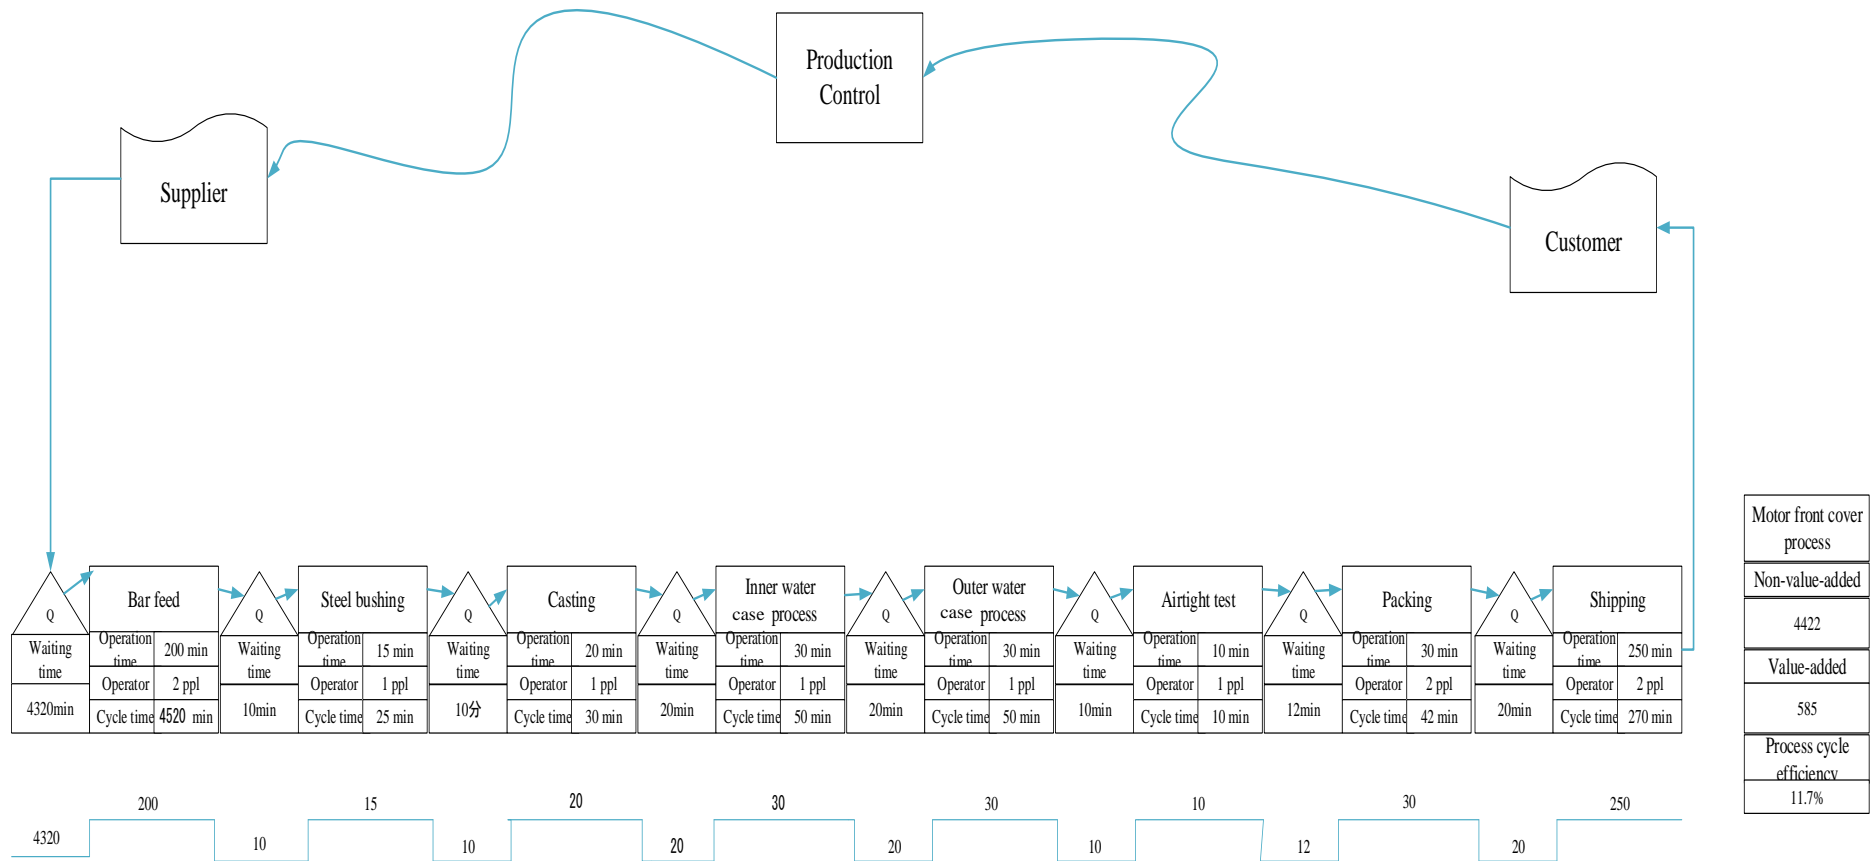 Production
Control
Supplier
Customer
Q
Bar feed
Q
Steel bushing
Q
Casting
Q
Inner water
case process
Q
Outer water
case process
Q
Airtight test
Q
Packing
Q
Shipping
Waiting
time
4320min
Operation
time
200 min
Operator
2 ppl
Cycle time
4520 min
Waiting
time
10min
Operation
time
15 min
Operator
1 ppl
Cycle time
25 min
Waiting
time
10分
Operation
time
20 min
Operator
1 ppl
Cycle time
30 min
Waiting
time
20min
Operation
time
30 min
Operator
1 ppl
Cycle time
50 min
Waiting
time
20min
Operation
time
30 min
Operator
1 ppl
Cycle time
50 min
Waiting
time
10min
Operation
time
10 min
Operator
1 ppl
Cycle time
10 min
Waiting
time
12min
Operation
time
30 min
Operator
2 ppl
Cycle time
42 min
Waiting
time
20min
Operation
time
250 min
Operator
2 ppl
Cycle time
270 min
Motor front cover
process
Non-value-added
4422
Value-added
585
Process cycle
efficiency
11.7%
4320
200
10
15
10
20
20
30
20
30
10
10
12
30
20
250